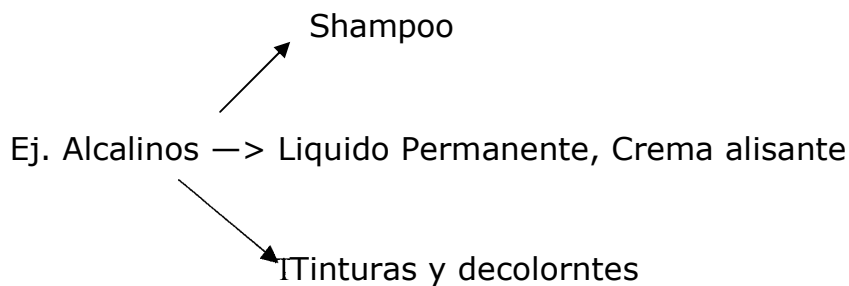 Shampoo
Ej. Alcalinos —> Liquido Permanente, Crema alisante
ITinturas y decolorntes